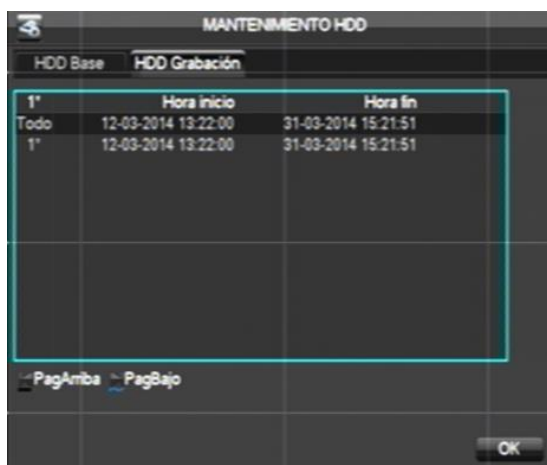 MANTENIMIENTO HDD
HDD Base HDD Grabación
1* Hora inicio Hora fin
Todo 12-03-2014 13:22:00 31-03-2014 15:21:51
1* 12-03-2014 13:22:00 31-03-2014 15:21:51
PagArriba PagBajo
OK